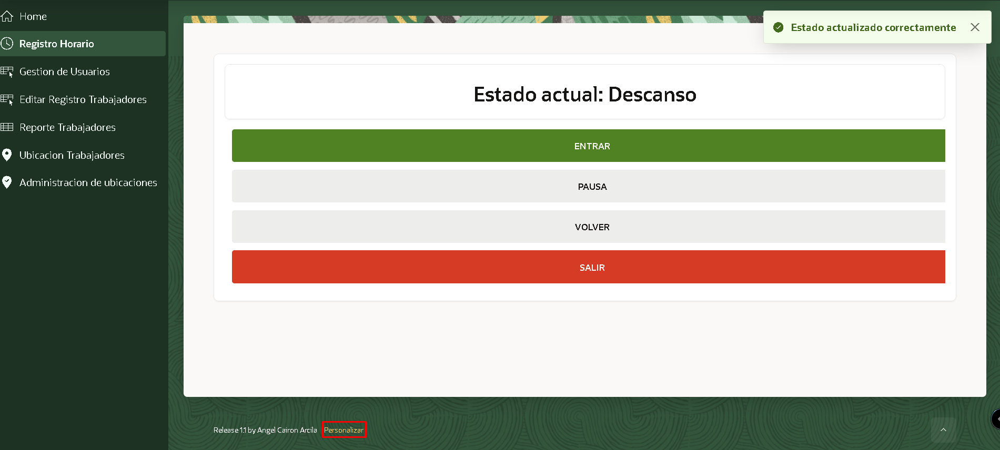 Home
Registro Horario
Gestion de Usuarios
Editar Registro Trabajadores
Reporte Trabajadores
Ubicacion Trabajadores
Administracion de ubicaciones
Estado actualizado correctamente
Estado actual: Descanso
ENTRAR
PAUSA
VOLVER
SALIR
Release 1.1 by Angel Cairon Arcila Personalizar